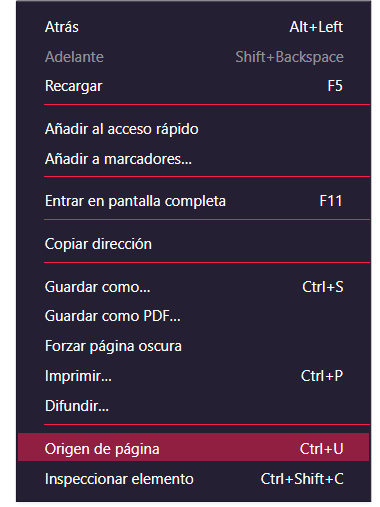 Atrás Alt+Left
Adelante Shift+Backspace
Recargar F5
Añadir al acceso rápido
Añadir a marcadores...
Entrar en pantalla completa F11
Copiar dirección
Guardar como... Ctrl+S
Guardar como PDF...
Forzar página oscura
Imprimir... Ctrl+P
Difundir...
Origen de página Ctrl+U
Inspeccionar elemento Ctrl+Shift+C